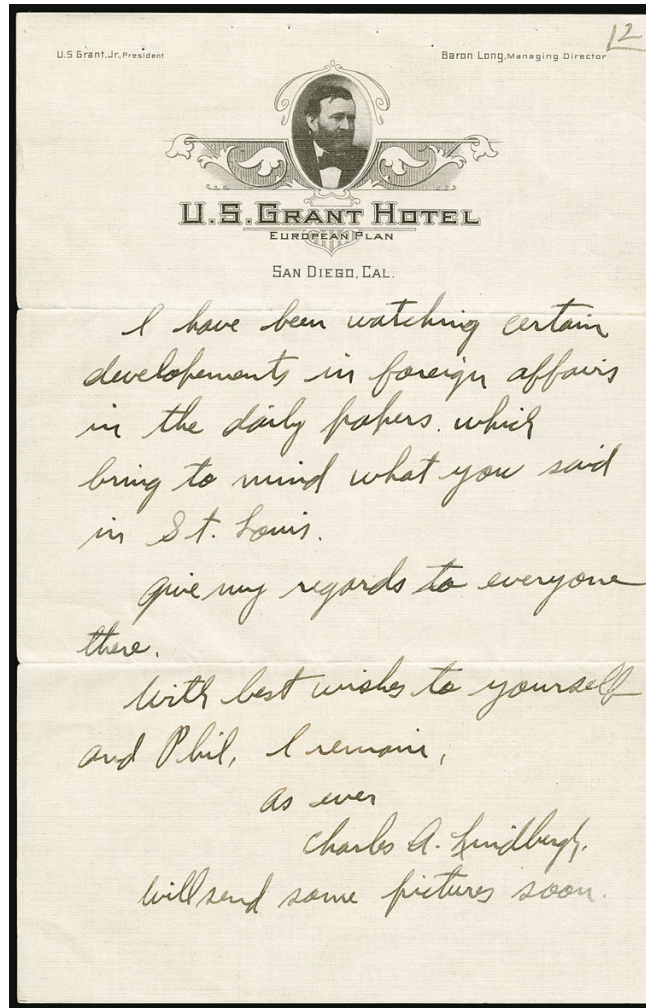 12
U.S Grant, Jr., President
Baron Long, Managing Director
U.S. Grant Hotel
European Plan
San Diego, Cal.
I have been watching certain
developements in foreign affairs
in the daily papers. which
bring to mind what you said
in St. Louis.
Give my regards to everyone
there.
With best wishes to yourself
and Phil, I remain,
as ever
Charles A. Lindbergh.
Will send some pictures soon.